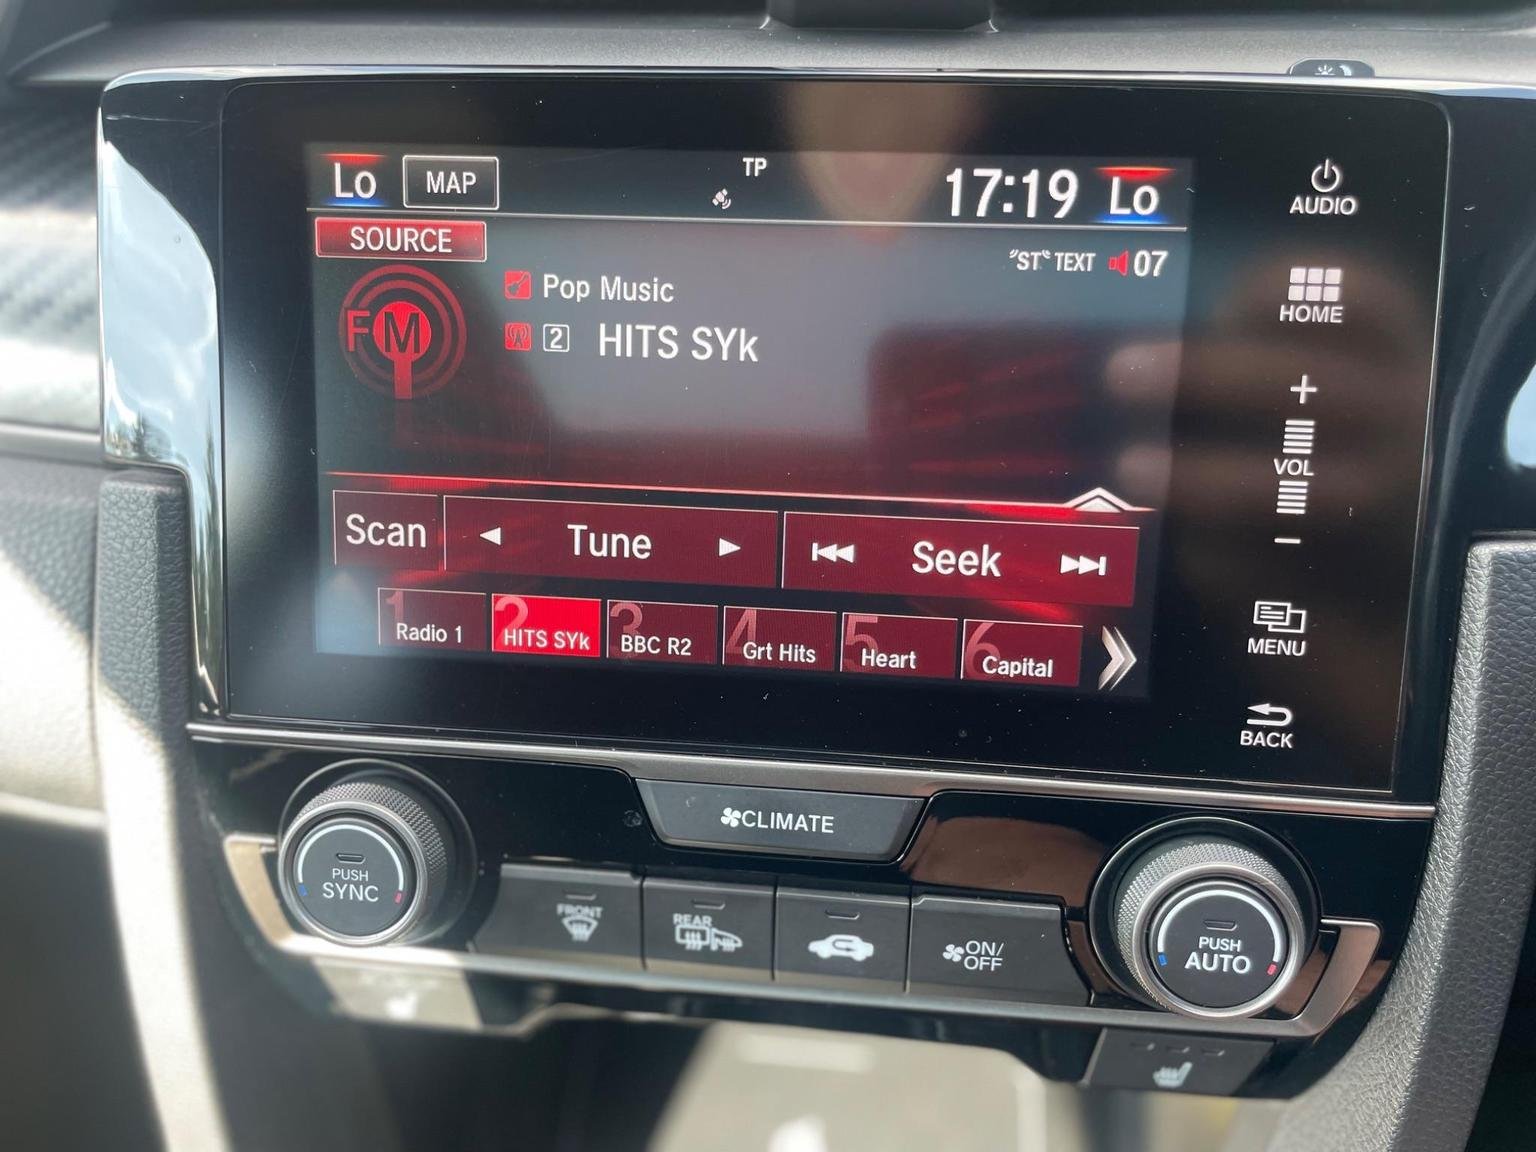 Lo MAP TP 17:19 Lo
SOURCE
"ST" TEXT 07
FM
Pop Music
2 HITS SYk
Scan Tune Seek
1 Radio 1
2 HITS SYk
3 BBC R2
4 Grt Hits
5 Heart
6 Capital
AUDIO
HOME
+
VOL
−
MENU
BACK
CLIMATE
PUSH
SYNC
FRONT
REAR
ON/
OFF
PUSH
AUTO